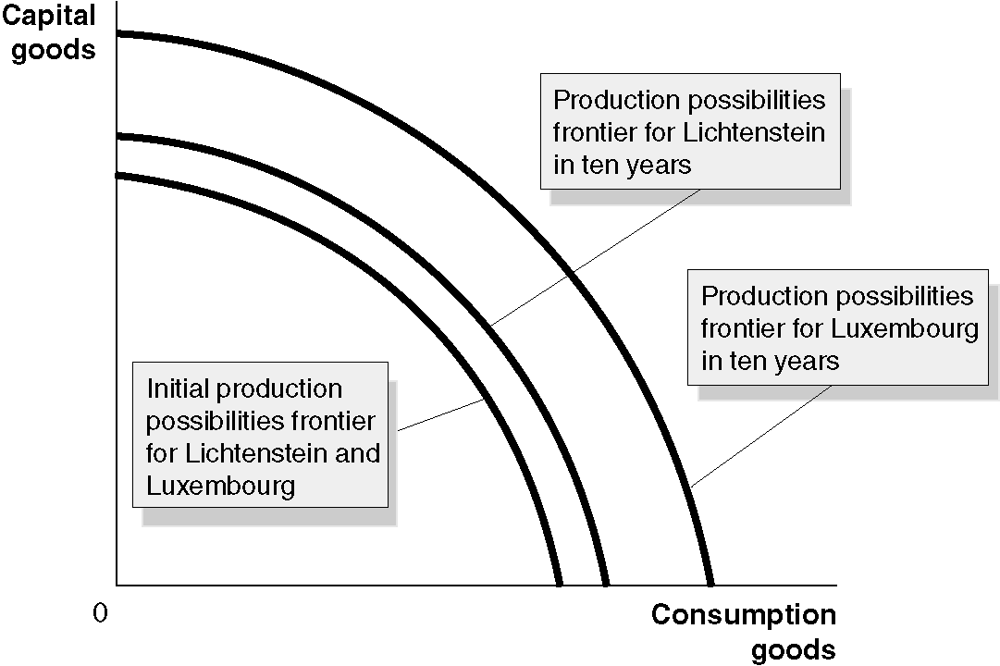 Capital
goods
Production possibilities
frontier for Lichtenstein
in ten years
Production possibilities
frontier for Luxembourg
in ten years
Initial production
possibilities frontier
for Lichtenstein and
Luxembourg
0
Consumption
goods